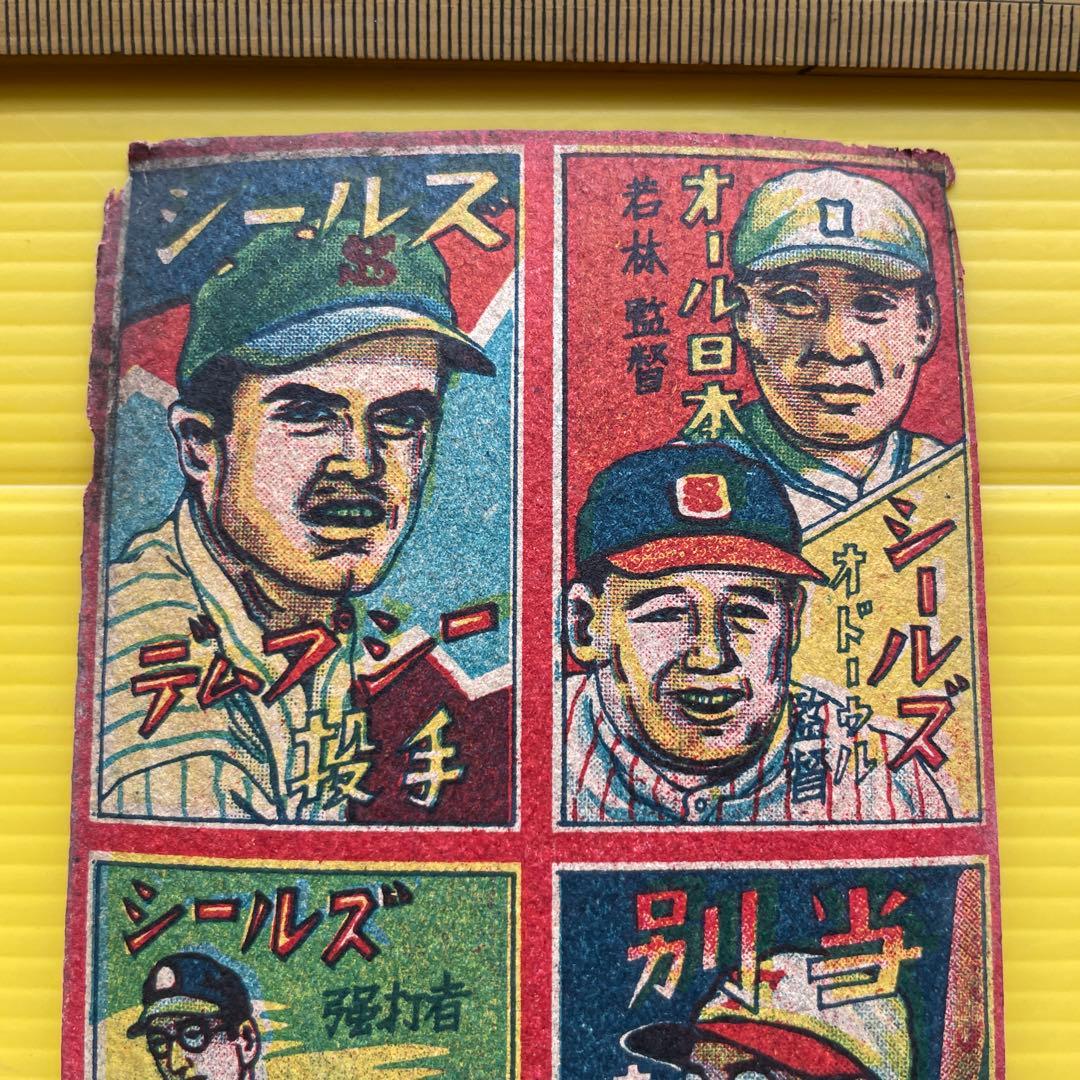 シールズ
S
デムプシー
投手
オール日本
若林監督
シールズ
オドーウル
監督
S
シールズ
強打者
別当